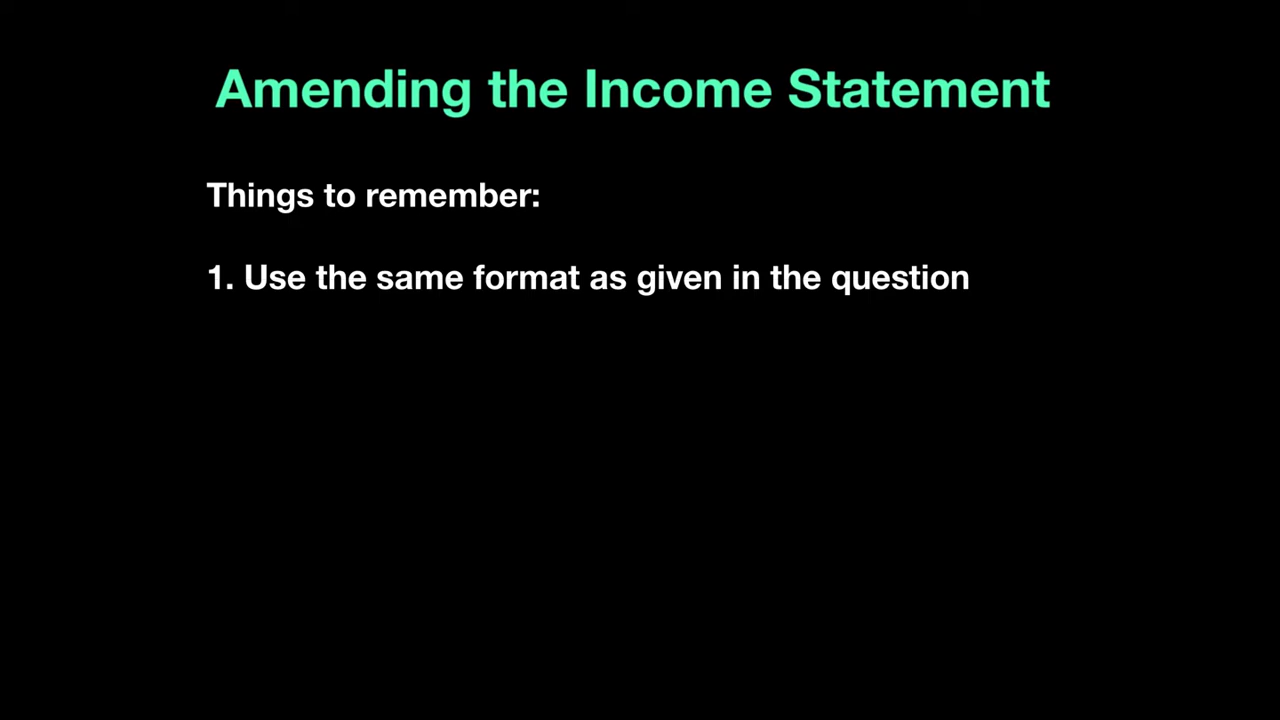 Amending the Income Statement
Things to remember:
1. Use the same format as given in the question